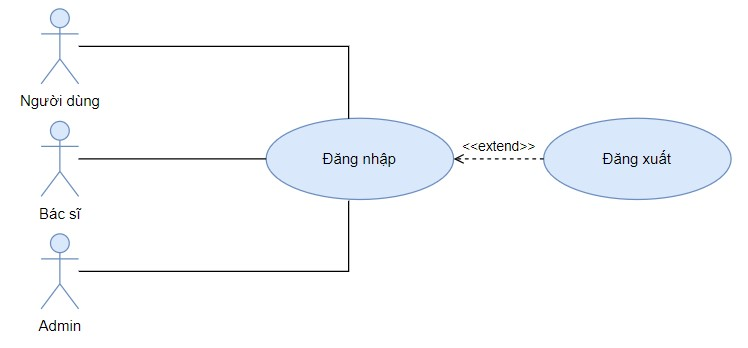 Người dùng
Đăng nhập
<<extend>>
Đăng xuất
Bác sĩ
Admin